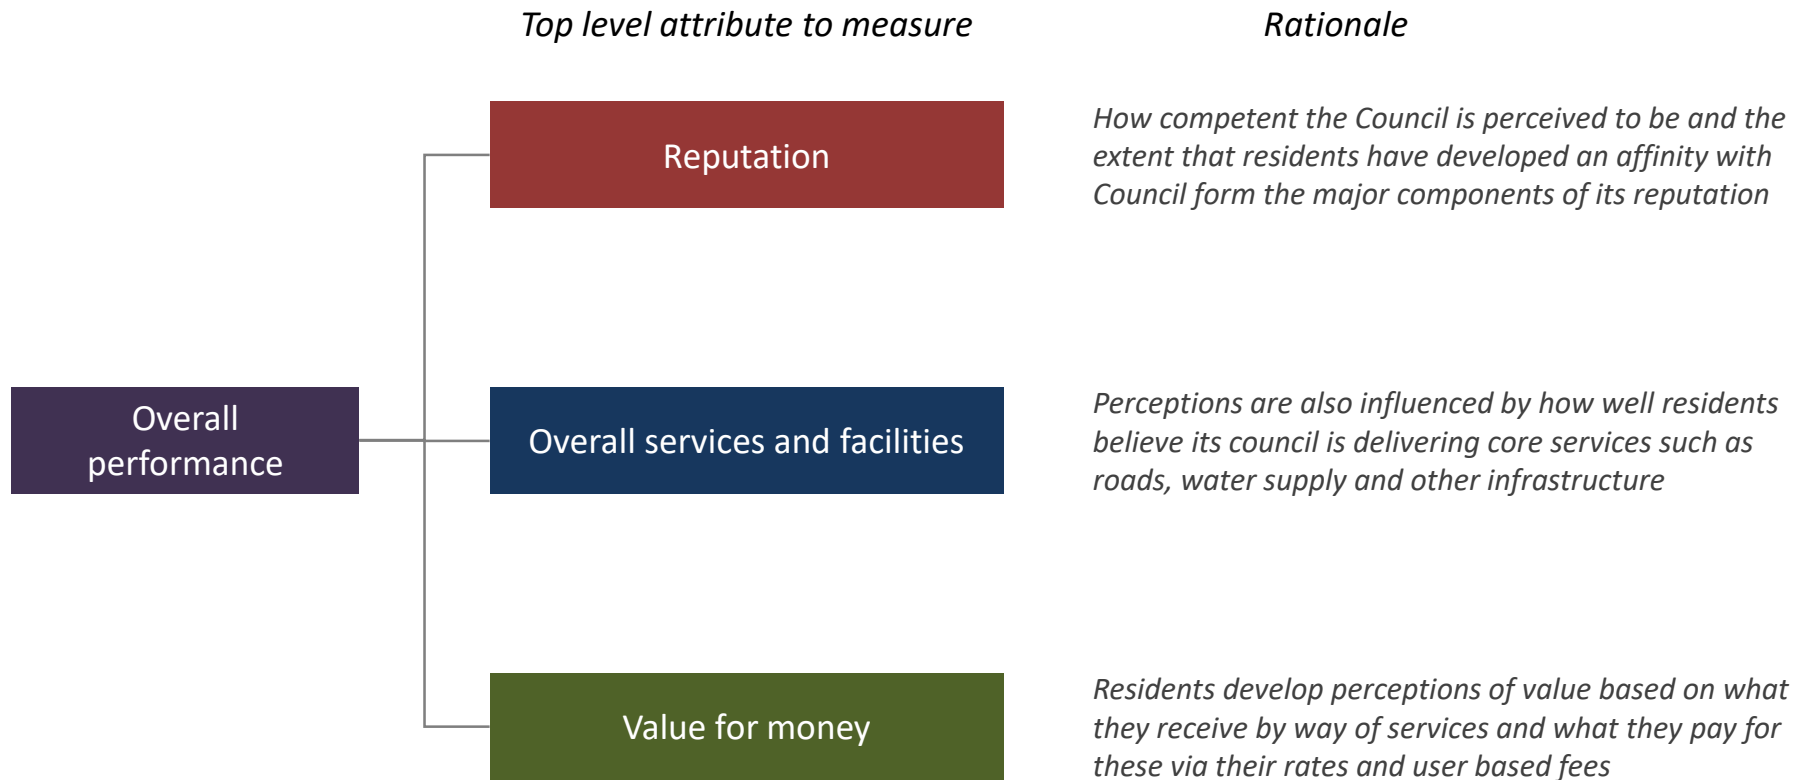 Top level attribute to measure
Rationale
Reputation
How competent the Council is perceived to be and the
extent that residents have developed an affinity with
Council form the major components of its reputation
Overall
performance
Overall services and facilities
Perceptions are also influenced by how well residents
believe its council is delivering core services such as
roads, water supply and other infrastructure
Value for money
Residents develop perceptions of value based on what
they receive by way of services and what they pay for
these via their rates and user based fees